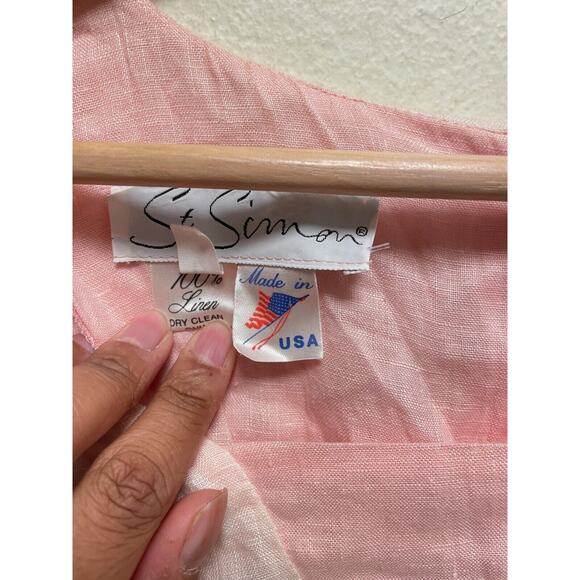 St. Simon®
100%
Linen
DRY CLEAN
Made in
USA